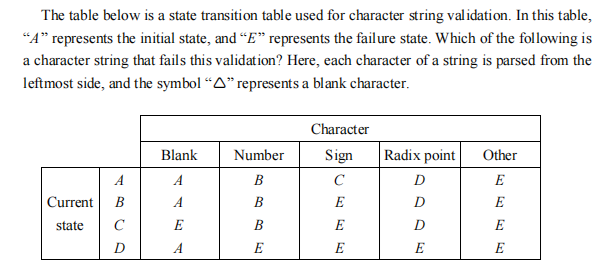 The table below is a state transition table used for character string validation. In this table,
“A” represents the initial state, and “E” represents the failure state. Which of the following is
a character string that fails this validation? Here, each character of a string is parsed from the
leftmost side, and the symbol “△” represents a blank character.
Character
Blank Number Sign Radix point Other
Current state
A A B C D E
B A B E D E
C E B E D E
D A E E E E